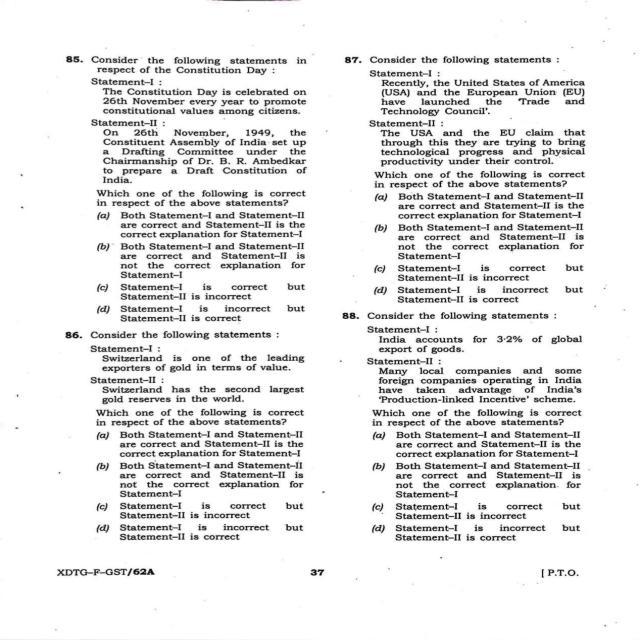 85. Consider the following statements in
respect of the Constitution Day :
Statement–I :
The Constitution Day is celebrated on
26th November every year to promote
constitutional values among citizens.
Statement–II :
On 26th November, 1949, the
Constituent Assembly of India set up
a Drafting Committee under the
Chairmanship of Dr. B. R. Ambedkar
to prepare a Draft Constitution of
India.
Which one of the following is correct
in respect of the above statements?
(a) Both Statement–I and Statement–II
are correct and Statement–II is the
correct explanation for Statement–I
(b) Both Statement–I and Statement–II
are correct and Statement–II is
not the correct explanation for
Statement–I
(c) Statement–I is correct but
Statement–II is incorrect
(d) Statement–I is incorrect but
Statement–II is correct
86. Consider the following statements :
Statement–I :
Switzerland is one of the leading
exporters of gold in terms of value.
Statement–II :
Switzerland has the second largest
gold reserves in the world.
Which one of the following is correct
in respect of the above statements?
(a) Both Statement–I and Statement–II
are correct and Statement–II is the
correct explanation for Statement–I
(b) Both Statement–I and Statement–II
are correct and Statement–II is
not the correct explanation for
Statement–I
(c) Statement–I is correct but
Statement–II is incorrect
(d) Statement–I is incorrect but
Statement–II is correct
87. Consider the following statements :
Statement–I :
Recently, the United States of America
(USA) and the European Union (EU)
have launched the 'Trade and
Technology Council'.
Statement–II :
The USA and the EU claim that
through this they are trying to bring
technological progress and physical
productivity under their control.
Which one of the following is correct
in respect of the above statements?
(a) Both Statement–I and Statement–II
are correct and Statement–II is the
correct explanation for Statement–I
(b) Both Statement–I and Statement–II
are correct and Statement–II is
not the correct explanation for
Statement–I
(c) Statement–I is correct but
Statement–II is incorrect
(d) Statement–I is incorrect but
Statement–II is correct
88. Consider the following statements :
Statement–I :
India accounts for 3·2% of global
export of goods.
Statement–II :
Many local companies and some
foreign companies operating in India
have taken advantage of India's
'Production-linked Incentive' scheme.
Which one of the following is correct
in respect of the above statements?
(a) Both Statement–I and Statement–II
are correct and Statement–II is the
correct explanation for Statement–I
(b) Both Statement–I and Statement–II
are correct and Statement–II is
not the correct explanation for
Statement–I
(c) Statement–I is correct but
Statement–II is incorrect
(d) Statement–I is incorrect but
Statement–II is correct
XDTG–F–GST/62A 37 [ P.T.O.